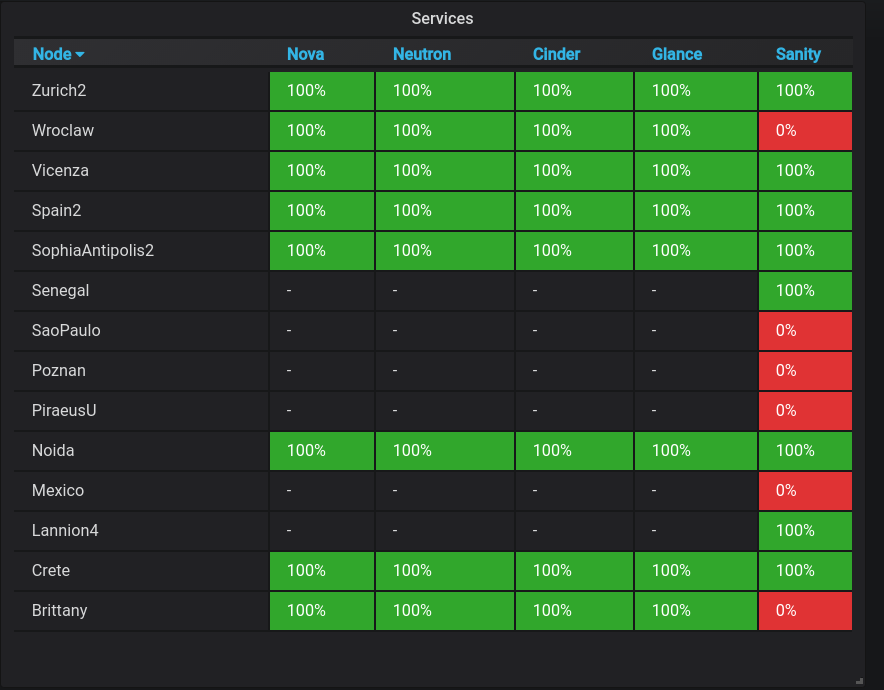 Services
Node Nova Neutron Cinder Glance Sanity
Zurich2 100% 100% 100% 100% 100%
Wroclaw 100% 100% 100% 100% 0%
Vicenza 100% 100% 100% 100% 100%
Spain2 100% 100% 100% 100% 100%
SophiaAntipolis2 100% 100% 100% 100% 100%
Senegal - - - - 100%
SaoPaulo - - - - 0%
Poznan - - - - 0%
PiraeusU - - - - 0%
Noida 100% 100% 100% 100% 100%
Mexico - - - - 0%
Lannion4 - - - - 100%
Crete 100% 100% 100% 100% 100%
Brittany 100% 100% 100% 100% 0%